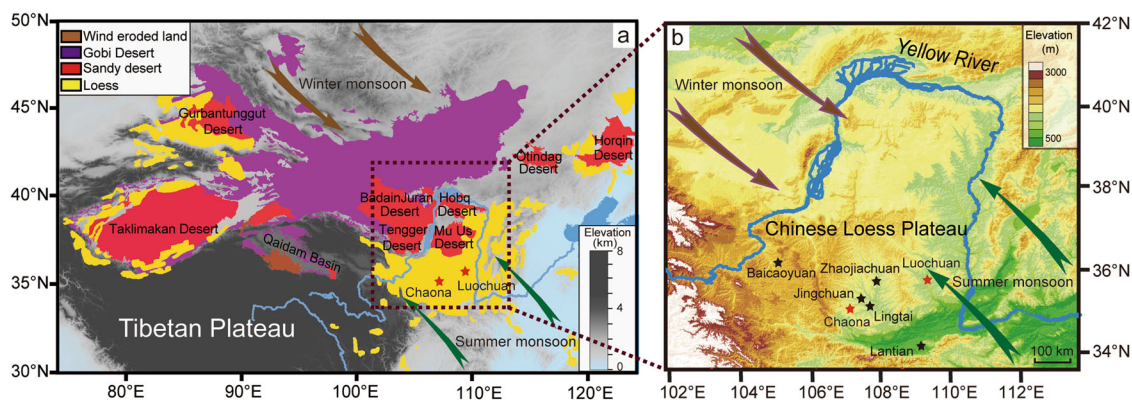 50°N
45°N
40°N
35°N
30°N
80°E
90°E
100°E
110°E
120°E
a
Wind eroded land
Gobi Desert
Sandy desert
Loess
Winter monsoon
Gurbantunggut
Desert
Horqin
Desert
Otindag
Desert
BadainJuran
Desert
Hobq
Desert
Taklimakan Desert
Tengger
Desert
Mu Us
Desert
Qaidam Basin
Chaona
Luochuan
Tibetan Plateau
Summer monsoon
Elevation
(km)
8
4
0
b
Winter monsoon
Yellow River
Elevation
(m)
3000
500
Chinese Loess Plateau
Baicaoyuan
Zhaojiachuan
Luochuan
Jingchuan
Summer monsoon
Lingtai
Chaona
Lantian
100 km
42°N
40°N
38°N
36°N
34°N
102°E
104°E
106°E
108°E
110°E
112°E